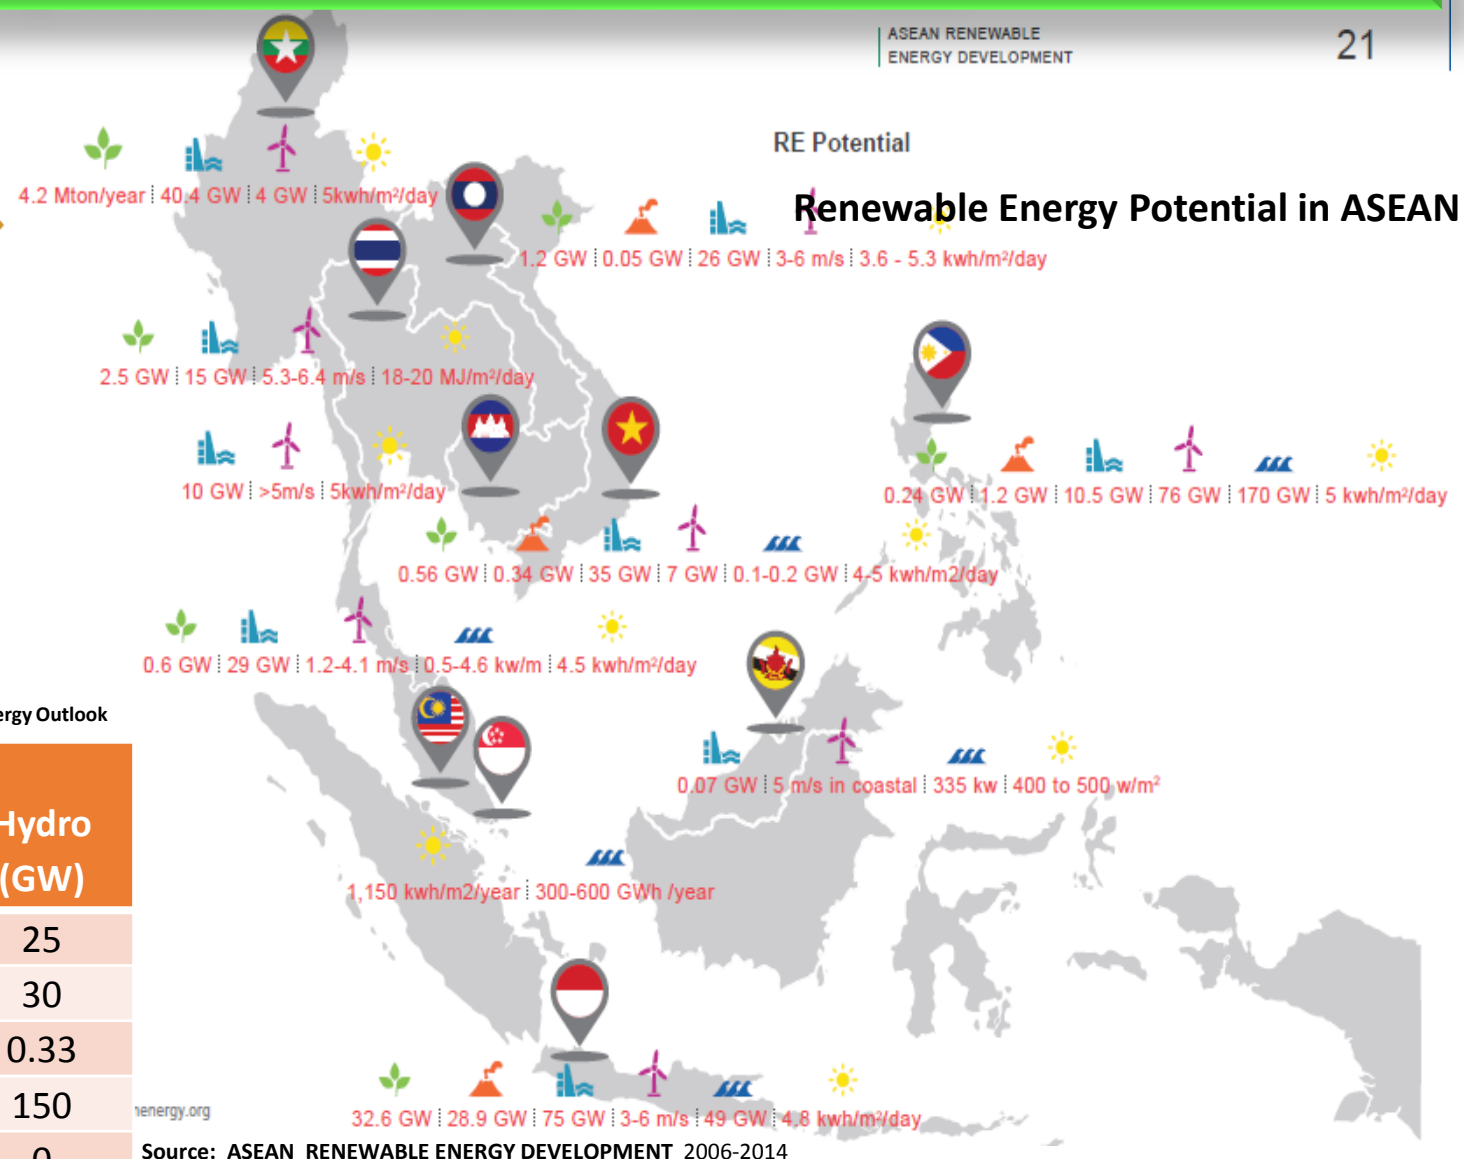 ASEAN RENEWABLE
ENERGY DEVELOPMENT
21
RE Potential
Renewable Energy Potential in ASEAN
4.2 Mton/year 40.4 GW 4 GW 5kwh/m²/day
1.2 GW 0.05 GW 26 GW 3-6 m/s 3.6 - 5.3 kwh/m²/day
2.5 GW 15 GW 5.3-6.4 m/s 18-20 MJ/m²/day
10 GW >5m/s 5kwh/m²/day
0.24 GW 1.2 GW 10.5 GW 76 GW 170 GW 5 kwh/m²/day
0.56 GW 0.34 GW 35 GW 7 GW 0.1-0.2 GW 4-5 kwh/m2/day
0.6 GW 29 GW 1.2-4.1 m/s 0.5-4.6 kw/m 4.5 kwh/m²/day
ergy Outlook
0.07 GW 5 m/s in coastal 335 kw 400 to 500 w/m²
Hydro
(GW)
1,150 kwh/m2/year 300-600 GWh /year
25
30
0.33
150
0
nenergy.org
32.6 GW 28.9 GW 75 GW 3-6 m/s 49 GW 4.8 kwh/m²/day
Source: ASEAN RENEWABLE ENERGY DEVELOPMENT 2006-2014